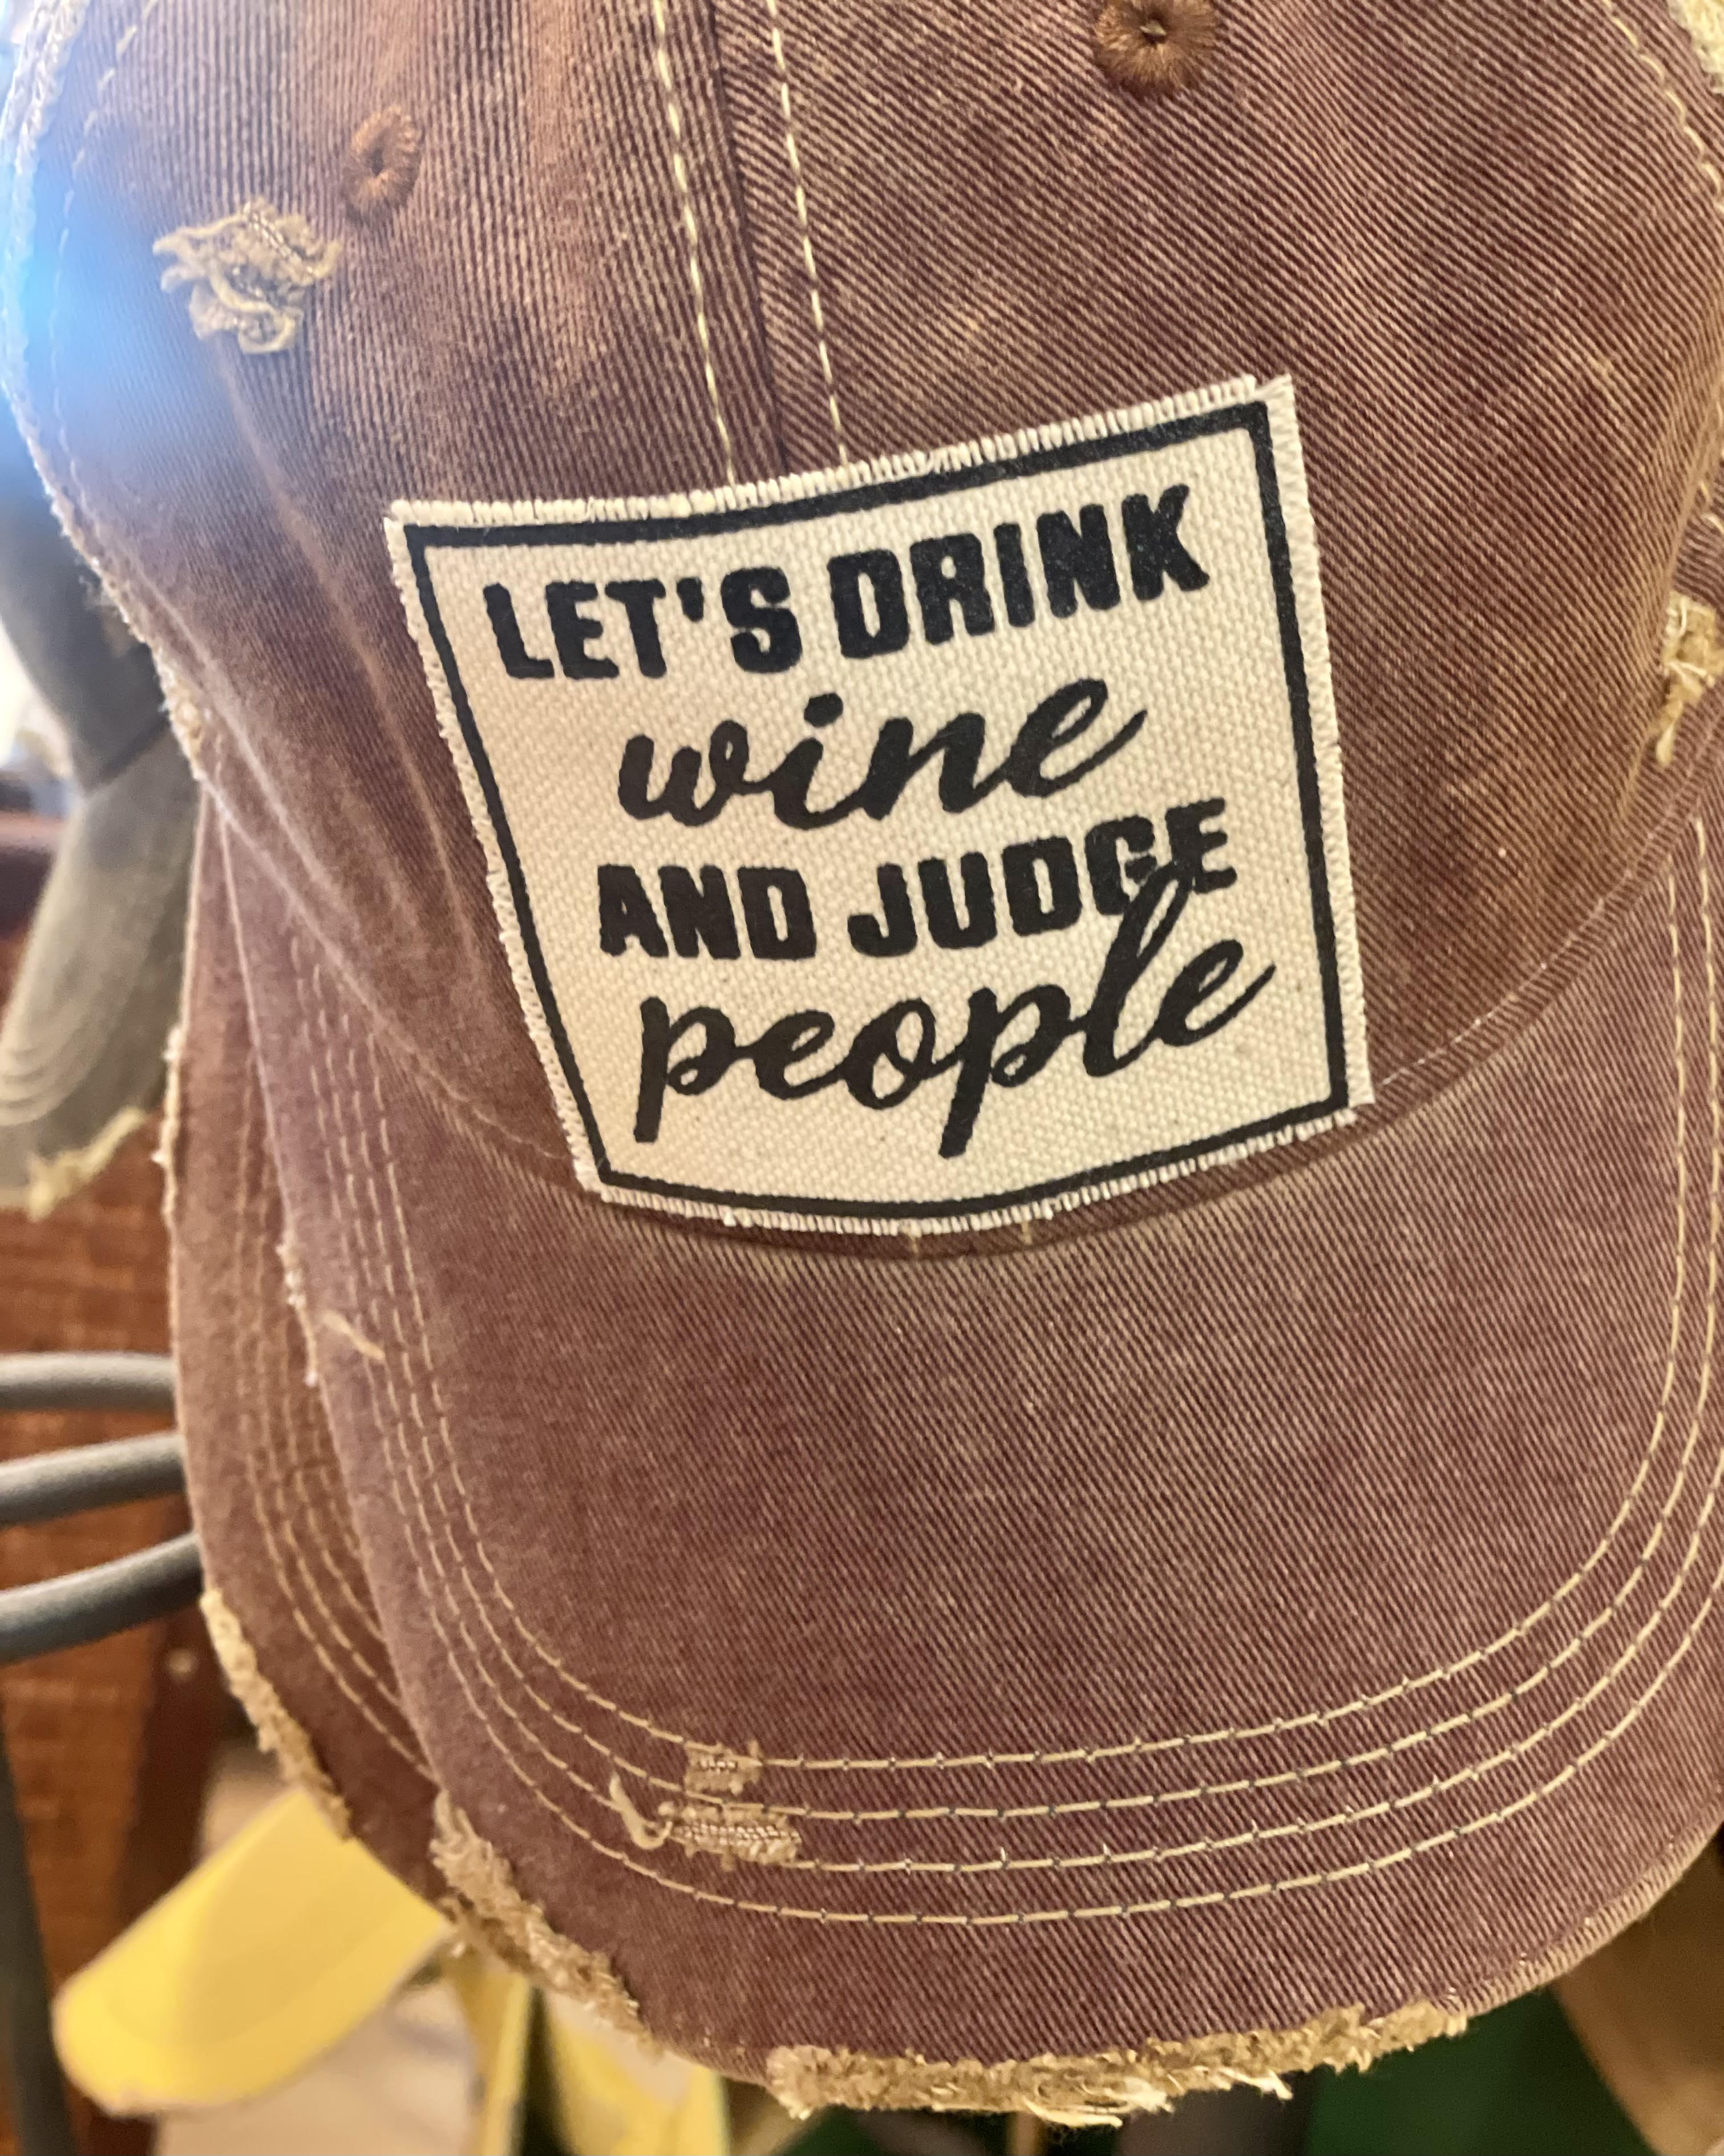 LET'S DRINK
wine
AND JUDGE
people